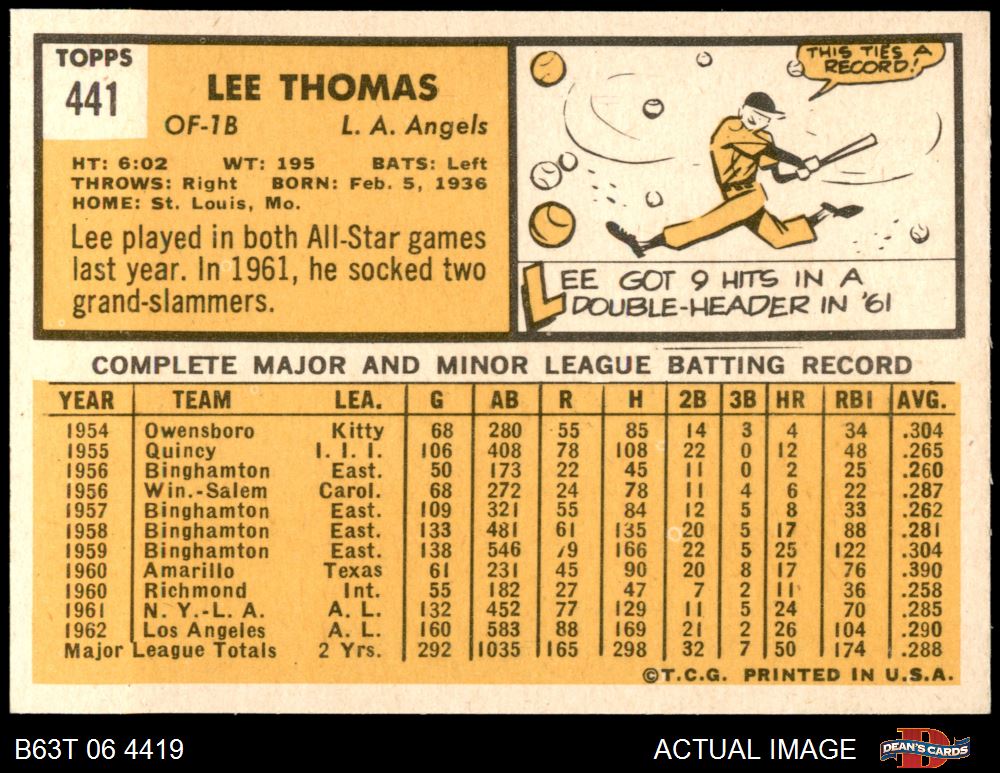 TOPPS
441
LEE THOMAS
OF-1B L. A. Angels
HT: 6:02 WT: 195 BATS: Left
THROWS: Right BORN: Feb. 5, 1936
HOME: St. Louis, Mo.
Lee played in both All-Star games
last year. In 1961, he socked two
grand-slammers.
THIS TIES A
RECORD!
LEE GOT 9 HITS IN A
DOUBLE-HEADER IN '61
COMPLETE MAJOR AND MINOR LEAGUE BATTING RECORD
YEAR TEAM LEA. G AB R H 2B 3B HR RBI AVG.
1954 Owensboro Kitty 68 280 55 85 14 3 4 34 .304
1955 Quincy I. I. I. 106 408 78 108 22 0 12 48 .265
1956 Binghamton East. 50 173 22 45 11 0 2 25 .260
1956 Win.-Salem Carol. 68 272 24 78 11 4 6 22 .287
1957 Binghamton East. 109 321 55 84 12 5 8 33 .262
1958 Binghamton East. 133 481 61 135 20 5 17 88 .281
1959 Binghamton East. 138 546 79 166 22 5 25 122 .304
1960 Amarillo Texas 61 231 45 90 20 8 17 76 .390
1960 Richmond Int. 55 182 27 47 7 2 11 36 .258
1961 N. Y.-L. A. A. L. 132 452 77 129 11 5 24 70 .285
1962 Los Angeles A. L. 160 583 88 169 21 2 26 104 .290
Major League Totals 2 Yrs. 292 1035 165 298 32 7 50 174 .288
©T.C.G. PRINTED IN U.S.A.
B63T 06 4419 ACTUAL IMAGE DEAN'S CARDS